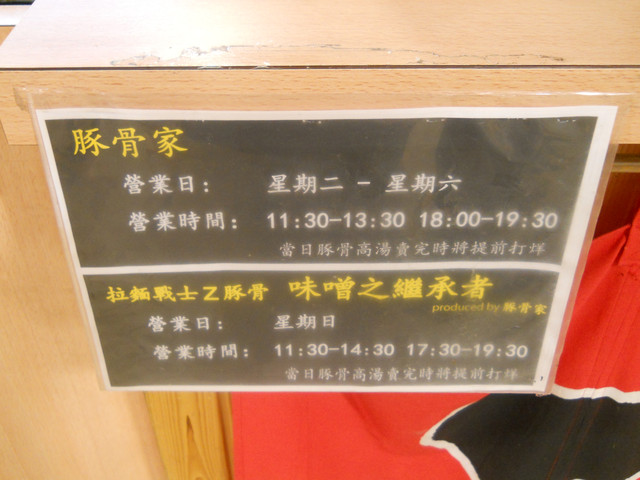 豚骨家
營業日: 星期二 - 星期六
營業時間: 11:30-13:30 18:00-19:30
當日豚骨高湯賣完時將提前打烊
拉麵戰士Z豚骨 味噌之繼承者
produced by 豚骨家
營業日: 星期日
營業時間: 11:30-14:30 17:30-19:30
當日豚骨高湯賣完時將提前打烊